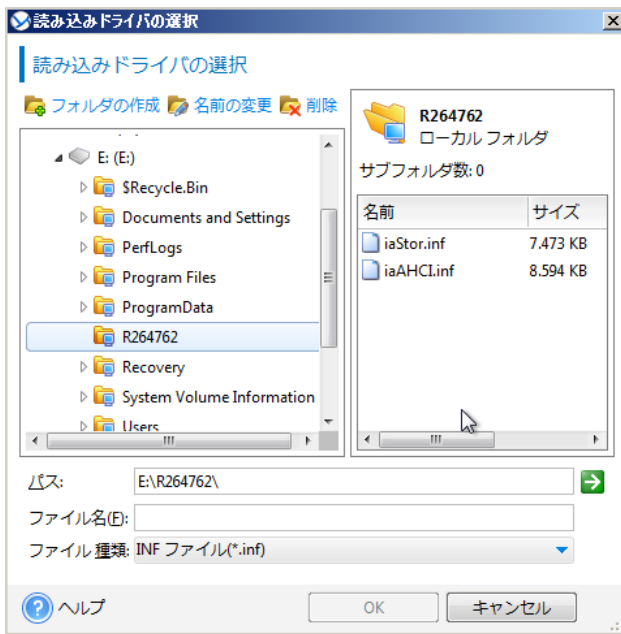 読み込みドライバの選択
読み込みドライバの選択
フォルダの作成 名前の変更 削除
E: (E:)
$Recycle.Bin
Documents and Settings
PerfLogs
Program Files
ProgramData
R264762
Recovery
System Volume Information
Users
R264762
ローカル フォルダ
サブフォルダ数: 0
名前 サイズ
iaStor.inf 7.473 KB
iaAHCI.inf 8.594 KB
パス: E:\R264762\
ファイル名(F):
ファイル 種類: INF ファイル(*.inf)
ヘルプ OK キャンセル